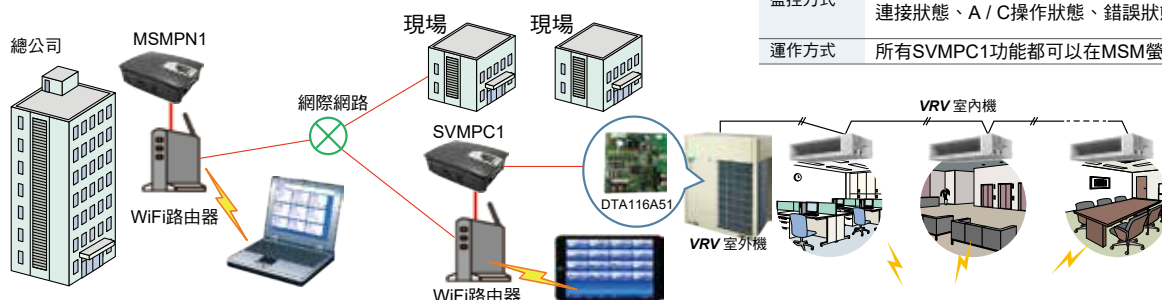 總公司
MSMPN1
WiFi路由器
網際網路
現場
現場
SVMPC1
WiFi路由器
DTA116A51
VRV 室外機
VRV 室內機
監控方式
連接狀態、A / C操作狀態、錯誤狀
運作方式
所有SVMPC1功能都可以在MSM螢